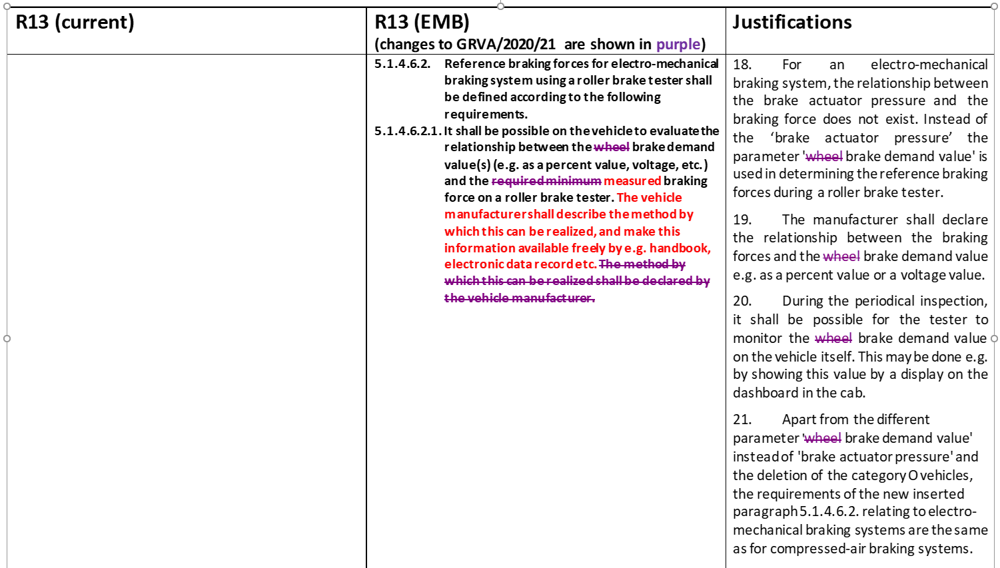 R13 (current)
R13 (EMB)
(changes to GRVA/2020/21 are shown in purple)
Justifications
5.1.4.6.2. Reference braking forces for electro-mechanical
braking system using a roller brake tester shall
be defined according to the following
requirements.
5.1.4.6.2.1. It shall be possible on the vehicle to evaluate the
relationship between the wheel brake demand
value(s) (e.g. as a percent value, voltage, etc.)
and the required minimum measured braking
force on a roller brake tester. The vehicle
manufacturer shall describe the method by
which this can be realized, and make this
information available freely by e.g. handbook,
electronic data record etc. The method by
which this can be realized shall be declared by
the vehicle manufacturer.
18. For an electro-mechanical
braking system, the relationship between
the brake actuator pressure and the
braking force does not exist. Instead of
the ‘brake actuator pressure’ the
parameter 'wheel brake demand value' is
used in determining the reference braking
forces during a roller brake tester.
19. The manufacturer shall declare
the relationship between the braking
forces and the wheel brake demand value
e.g. as a percent value or a voltage value.
20. During the periodical inspection,
it shall be possible for the tester to
monitor the wheel brake demand value
on the vehicle itself. This may be done e.g.
by showing this value by a display on the
dashboard in the cab.
21. Apart from the different
parameter 'wheel brake demand value'
instead of 'brake actuator pressure' and
the deletion of the category O vehicles,
the requirements of the new inserted
paragraph 5.1.4.6.2. relating to electro-
mechanical braking systems are the same
as for compressed-air braking systems.